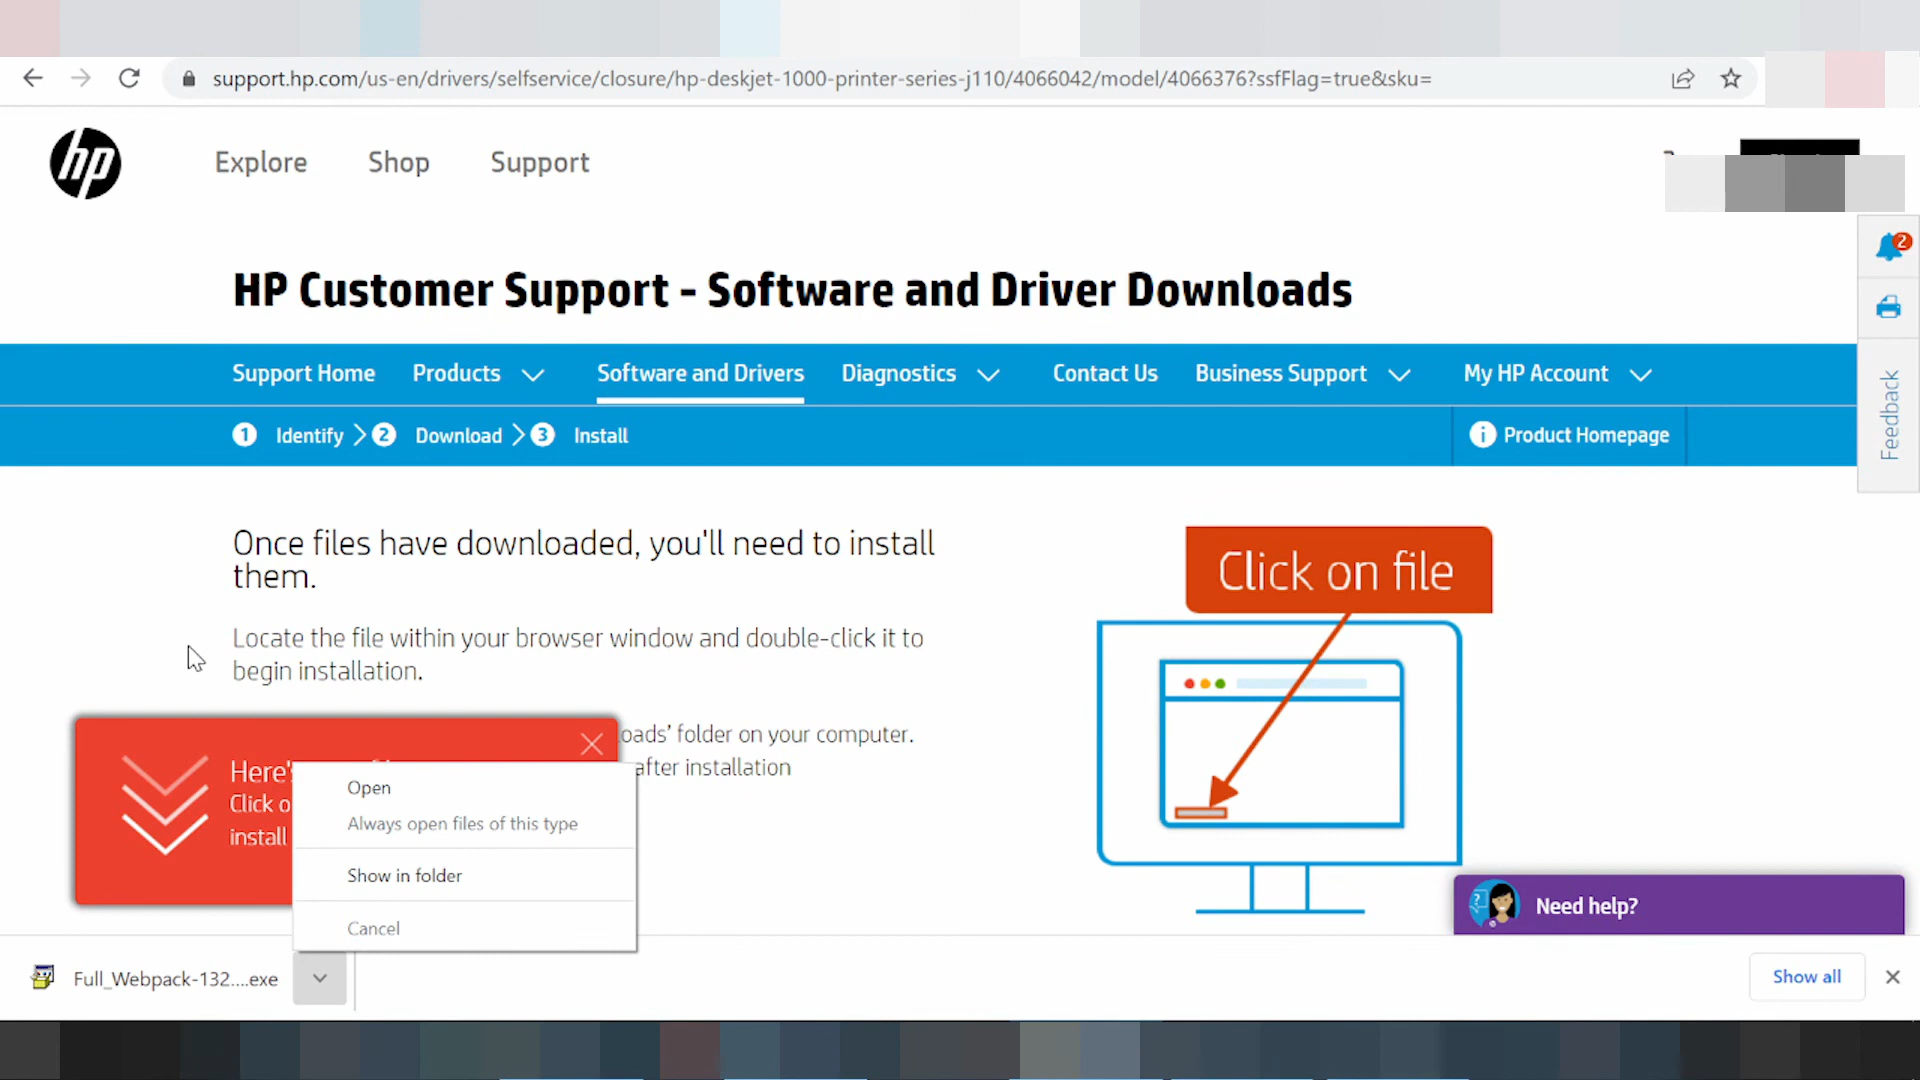 support.hp.com/us-en/drivers/selfservice/closure/hp-deskjet-1000-printer-series-j110/4066042/model/4066376?ssfFlag=true&sku=
hp
Explore Shop Support
2
HP Customer Support - Software and Driver Downloads
Support Home Products Software and Drivers Diagnostics Contact Us Business Support My HP Account
Feedback
1 Identify 2 Download 3 Install
i Product Homepage
Once files have downloaded, you'll need to install
them.
Click on file
Locate the file within your browser window and double-click it to
begin installation.
folder on your computer.
after installation
Here's
Click
install
Open
Always open files of this type
Show in folder
Cancel
?
Need help?
Full_Webpack-132....exe
Show all